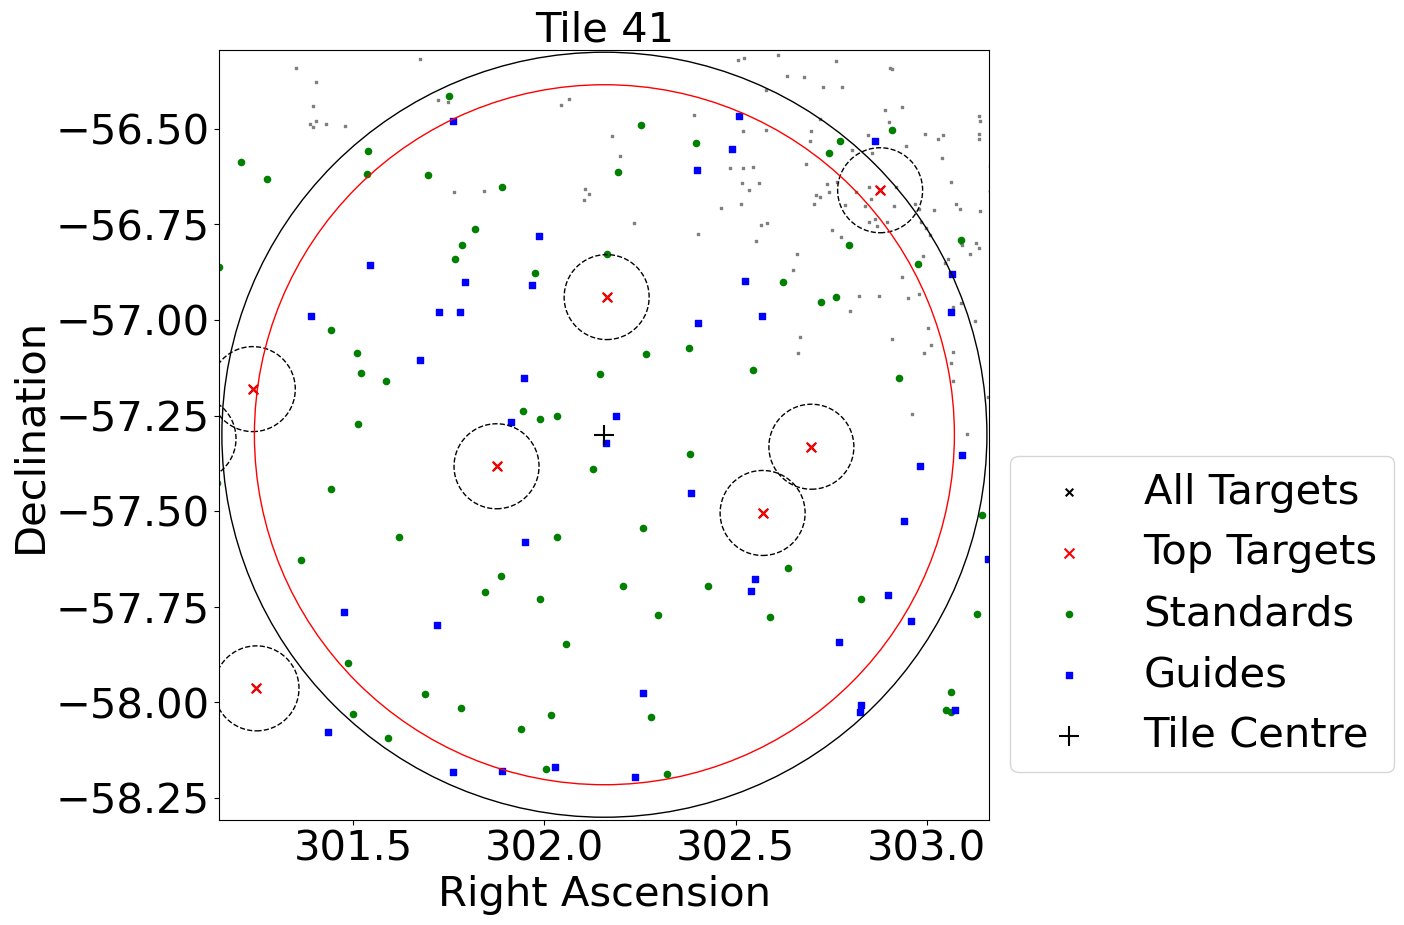 Tile 41
Declination
−56.50
−56.75
−57.00
−57.25
−57.50
−57.75
−58.00
−58.25
301.5
302.0
302.5
303.0
Right Ascension
All Targets
Top Targets
Standards
Guides
Tile Centre